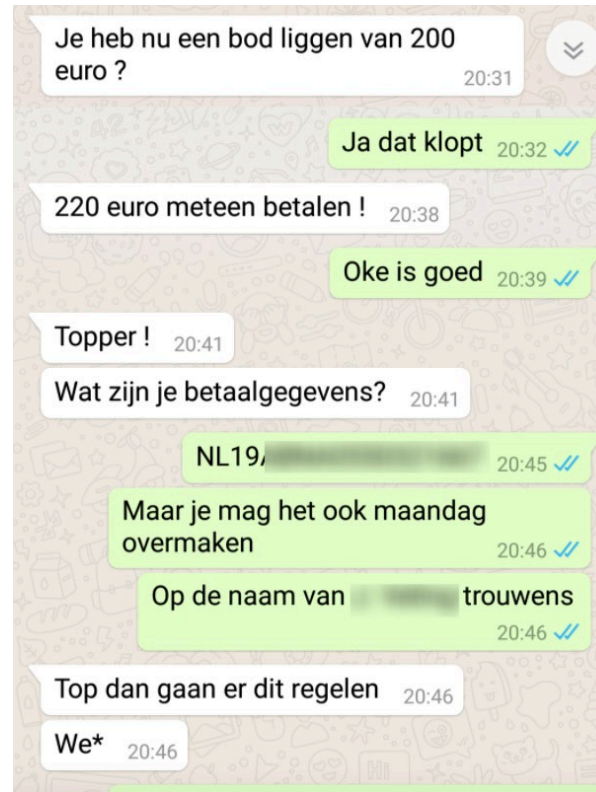 Je heb nu een bod liggen van 200
euro ?
20:31
Ja dat klopt 20:32
220 euro meteen betalen ! 20:38
Oke is goed 20:39
Topper ! 20:41
Wat zijn je betaalgegevens? 20:41
NL19 20:45
Maar je mag het ook maandag
overmaken 20:46
Op de naam van trouwens
20:46
Top dan gaan er dit regelen 20:46
We* 20:46